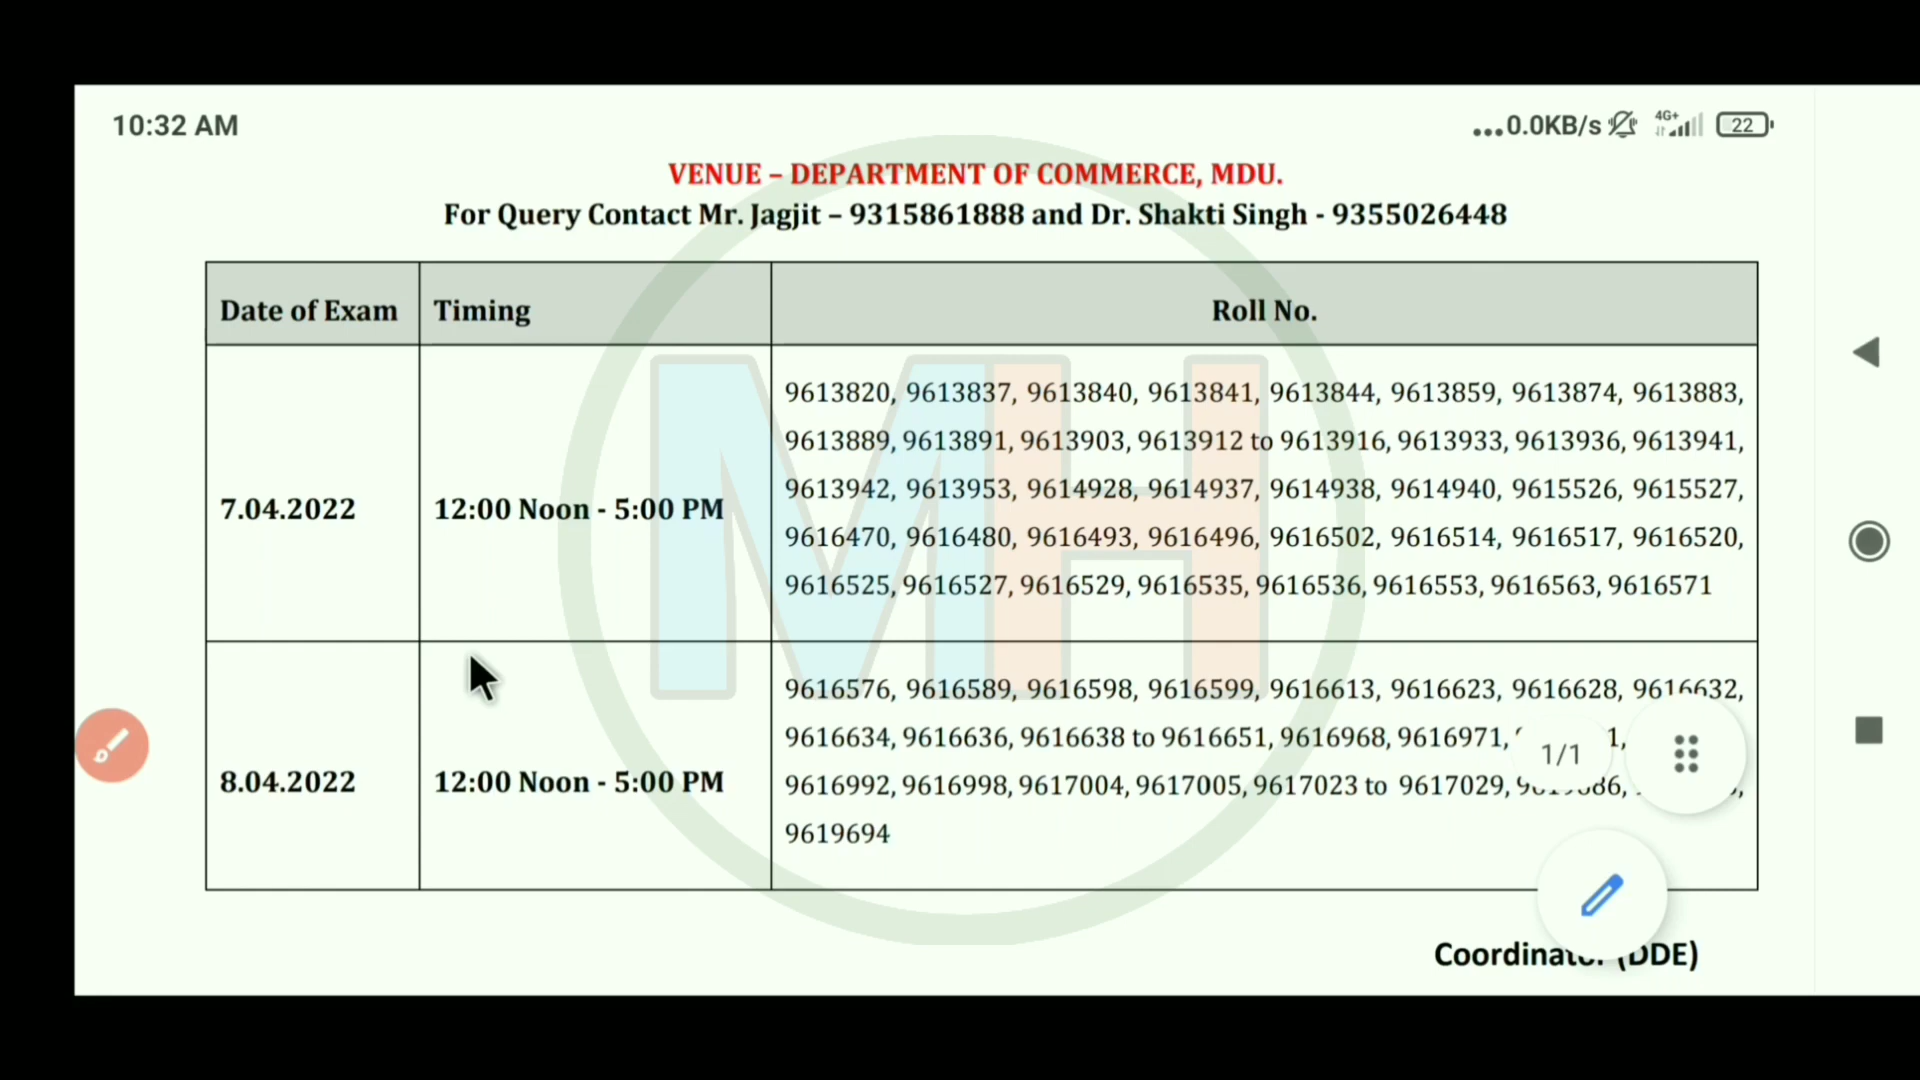 10:32 AM
...0.0KB/s 4G+ 22
VENUE – DEPARTMENT OF COMMERCE, MDU.
For Query Contact Mr. Jagjit – 9315861888 and Dr. Shakti Singh - 9355026448
Date of Exam Timing Roll No.
9613820, 9613837, 9613840, 9613841, 9613844, 9613859, 9613874, 9613883,
9613889, 9613891, 9613903, 9613912 to 9613916, 9613933, 9613936, 9613941,
7.04.2022 12:00 Noon - 5:00 PM 9613942, 9613953, 9614928, 9614937, 9614938, 9614940, 9615526, 9615527,
9616470, 9616480, 9616493, 9616496, 9616502, 9616514, 9616517, 9616520,
9616525, 9616527, 9616529, 9616535, 9616536, 9616553, 9616563, 9616571
9616576, 9616589, 9616598, 9616599, 9616613, 9616623, 9616628, 9616632,
9616634, 9616636, 9616638 to 9616651, 9616968, 9616971,
1/1
8.04.2022 12:00 Noon - 5:00 PM 9616992, 9616998, 9617004, 9617005, 9617023 to 9617029,
9619694
MH
Coordinator (DDE)